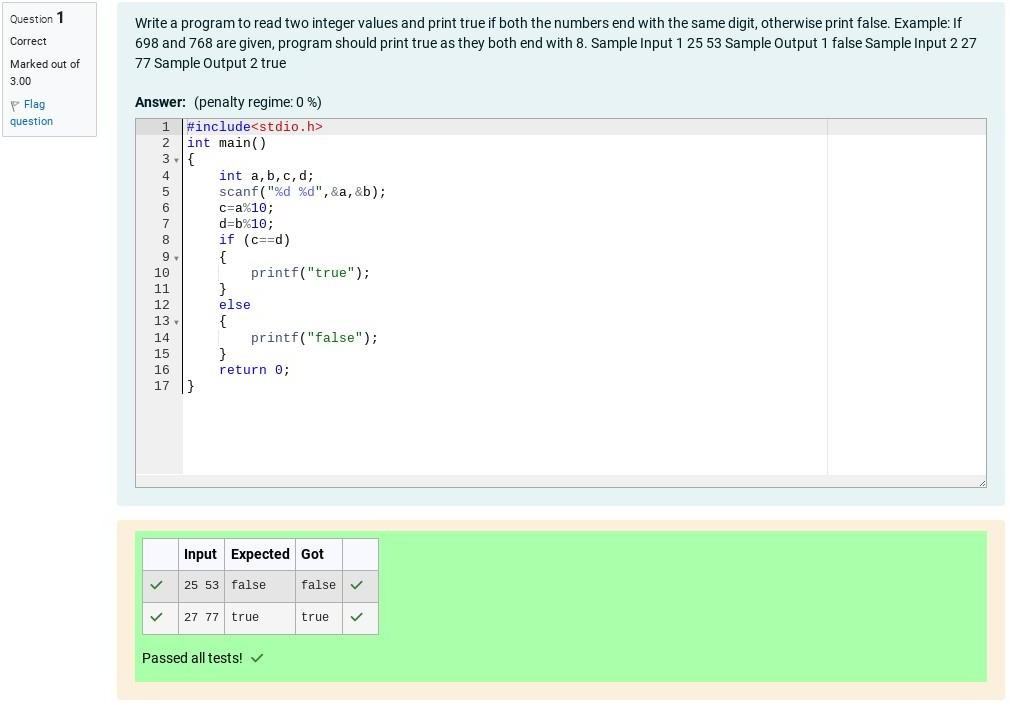 Question 1
Correct
Marked out of
3.00
Flag
question
Write a program to read two integer values and print true if both the numbers end with the same digit, otherwise print false. Example: If
698 and 768 are given, program should print true as they both end with 8. Sample Input 1 25 53 Sample Output 1 false Sample Input 2 27
77 Sample Output 2 true
Answer: (penalty regime: 0 %)
1 #include<stdio.h>
2 int main()
3 {
4 int a,b,c,d;
5 scanf("%d %d",&a,&b);
6 c=a%10;
7 d=b%10;
8 if (c==d)
9 {
10 printf("true");
11 }
12 else
13 {
14 printf("false");
15 }
16 return 0;
17 }
Input Expected Got
25 53 false false
27 77 true true
Passed all tests!